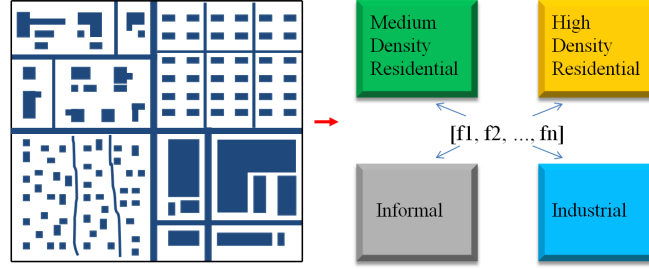 Medium
Density
Residential
High
Density
Residential
[f1, f2, ..., fn]
Informal
Industrial